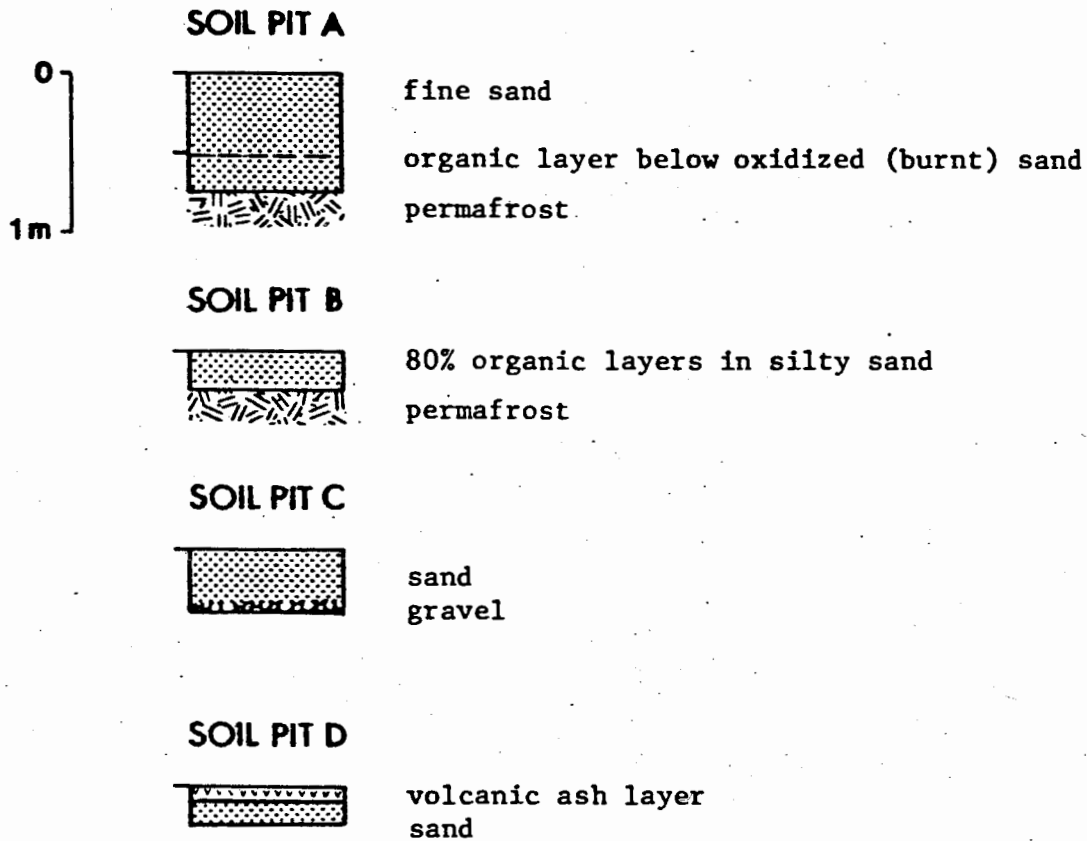 SOIL PIT A
0
fine sand
organic layer below oxidized (burnt) sand
permafrost
1m
SOIL PIT B
80% organic layers in silty sand
permafrost
SOIL PIT C
sand
gravel
SOIL PIT D
volcanic ash layer
sand